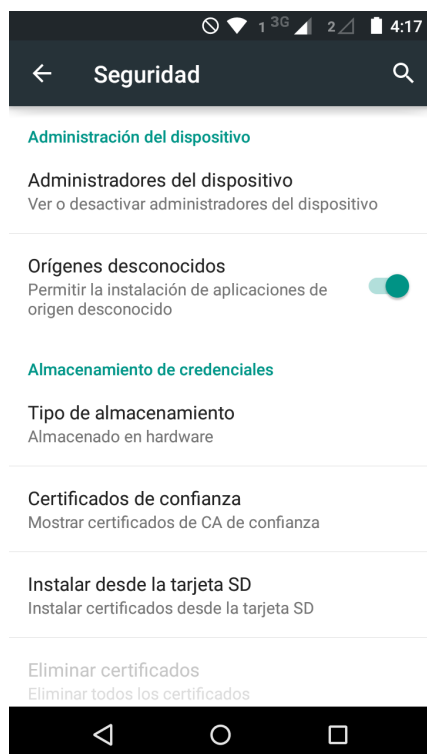 1 3G 2 4:17
Seguridad
Administración del dispositivo
Administradores del dispositivo
Ver o desactivar administradores del dispositivo
Orígenes desconocidos
Permitir la instalación de aplicaciones de
origen desconocido
Almacenamiento de credenciales
Tipo de almacenamiento
Almacenado en hardware
Certificados de confianza
Mostrar certificados de CA de confianza
Instalar desde la tarjeta SD
Instalar certificados desde la tarjeta SD
Eliminar certificados
Eliminar todos los certificados